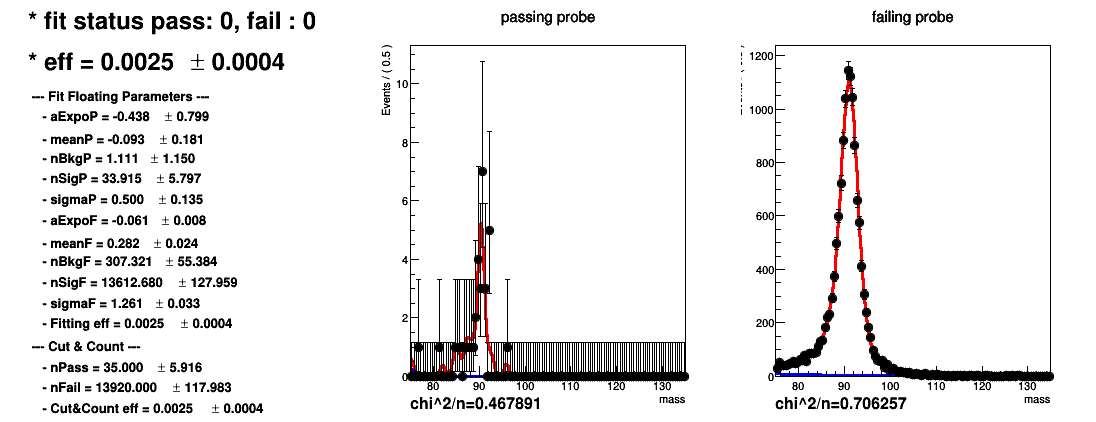 * fit status pass: 0, fail : 0
* eff = 0.0025 ± 0.0004
--- Fit Floating Parameters ---
- aExpoP = -0.438 ± 0.799
- meanP = -0.093 ± 0.181
- nBkgP = 1.111 ± 1.150
- nSigP = 33.915 ± 5.797
- sigmaP = 0.500 ± 0.135
- aExpoF = -0.061 ± 0.008
- meanF = 0.282 ± 0.024
- nBkgF = 307.321 ± 55.384
- nSigF = 13612.680 ± 127.959
- sigmaF = 1.261 ± 0.033
- Fitting eff = 0.0025 ± 0.0004
--- Cut & Count ---
- nPass = 35.000 ± 5.916
- nFail = 13920.000 ± 117.983
- Cut&Count eff = 0.0025 ± 0.0004
passing probe
Events / ( 0.5 )
10
8
6
4
2
0
80 90 100 110 120 130
mass
chi^2/n=0.467891
failing probe
1200
1000
800
600
400
200
0
80 90 100 110 120 130
mass
chi^2/n=0.706257